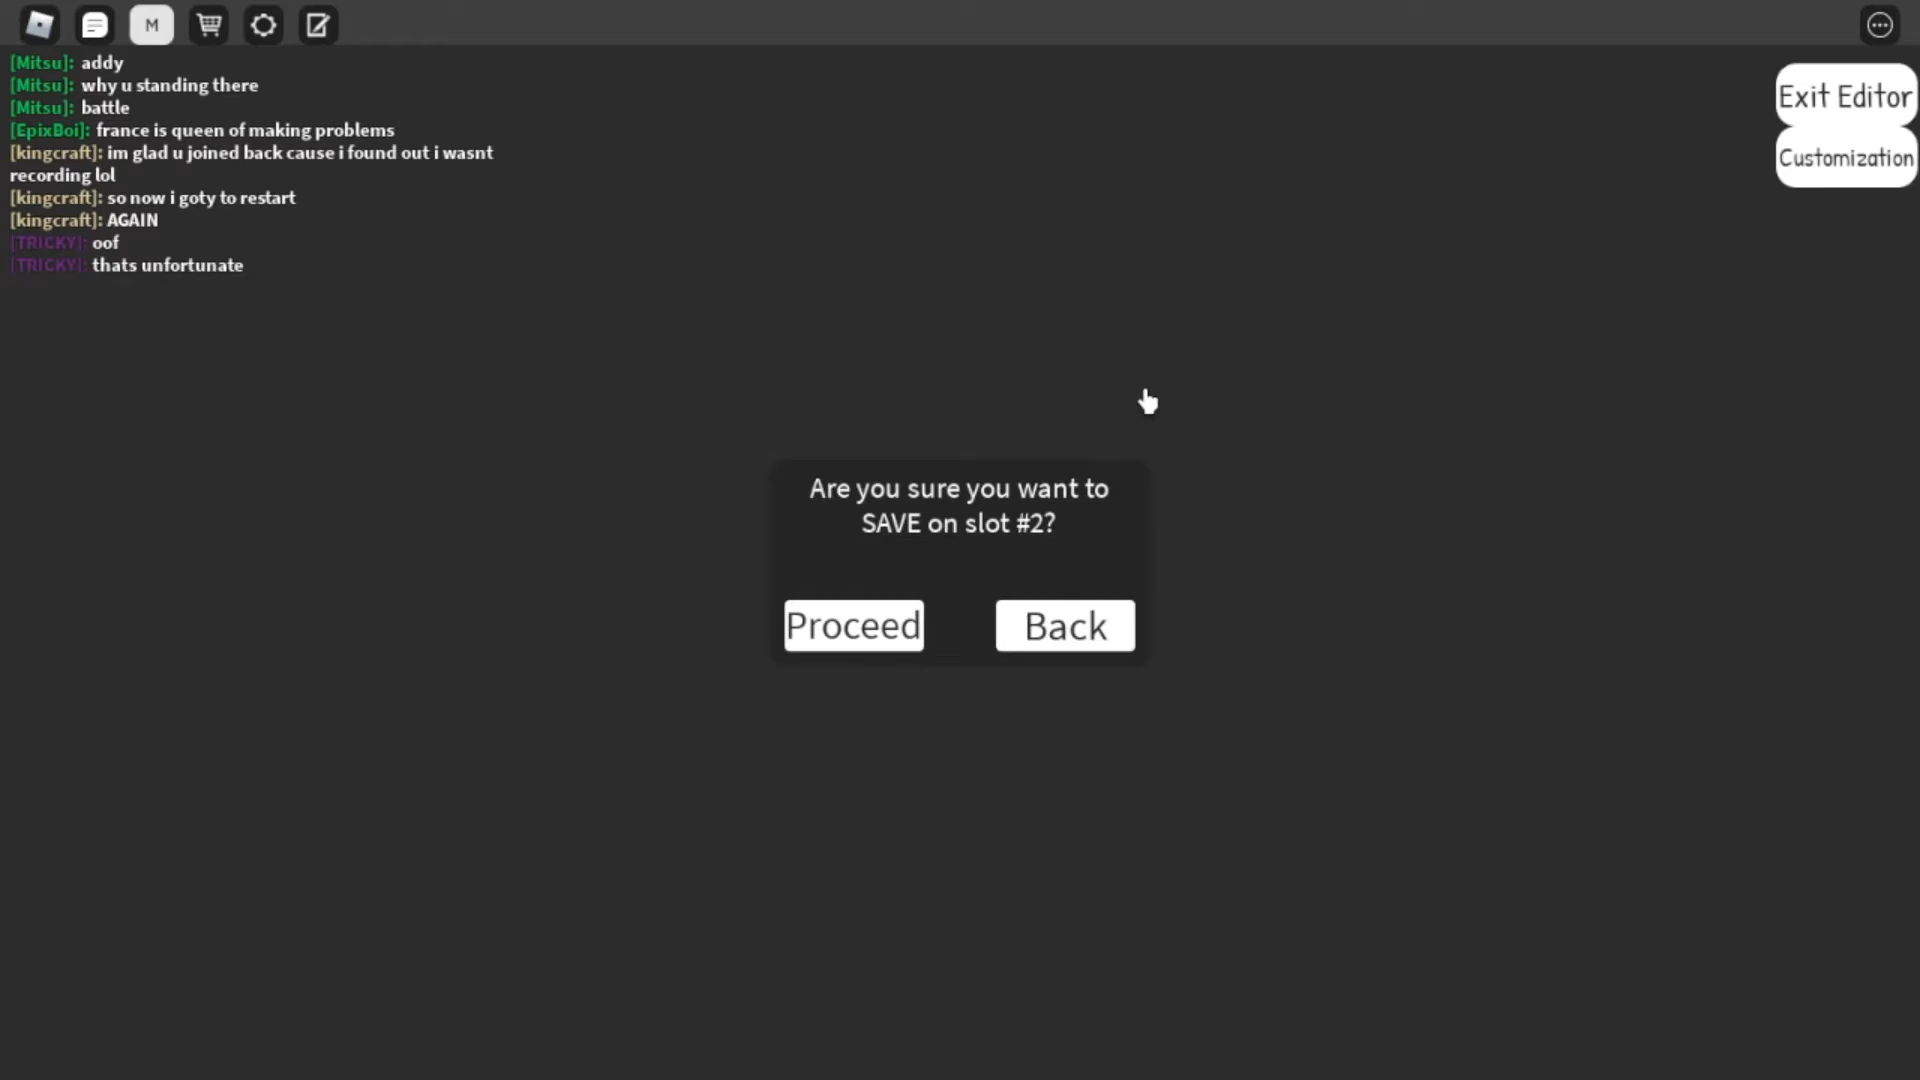 M
[Mitsu]: addy
[Mitsu]: why u standing there
[Mitsu]: battle
[EpixBoi]: france is queen of making problems
[kingcraft]: im glad u joined back cause i found out i wasnt
recording lol
[kingcraft]: so now i goty to restart
[kingcraft]: AGAIN
[TRICKY]: oof
[TRICKY]: thats unfortunate
Exit Editor
Customization
Are you sure you want to
SAVE on slot #2?
Proceed
Back